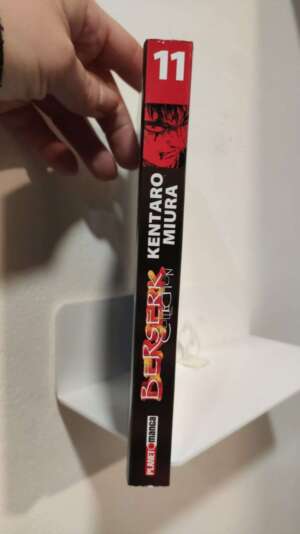 11
KENTARO
MIURA
BERSERK
COLLECTION
PLANET manga